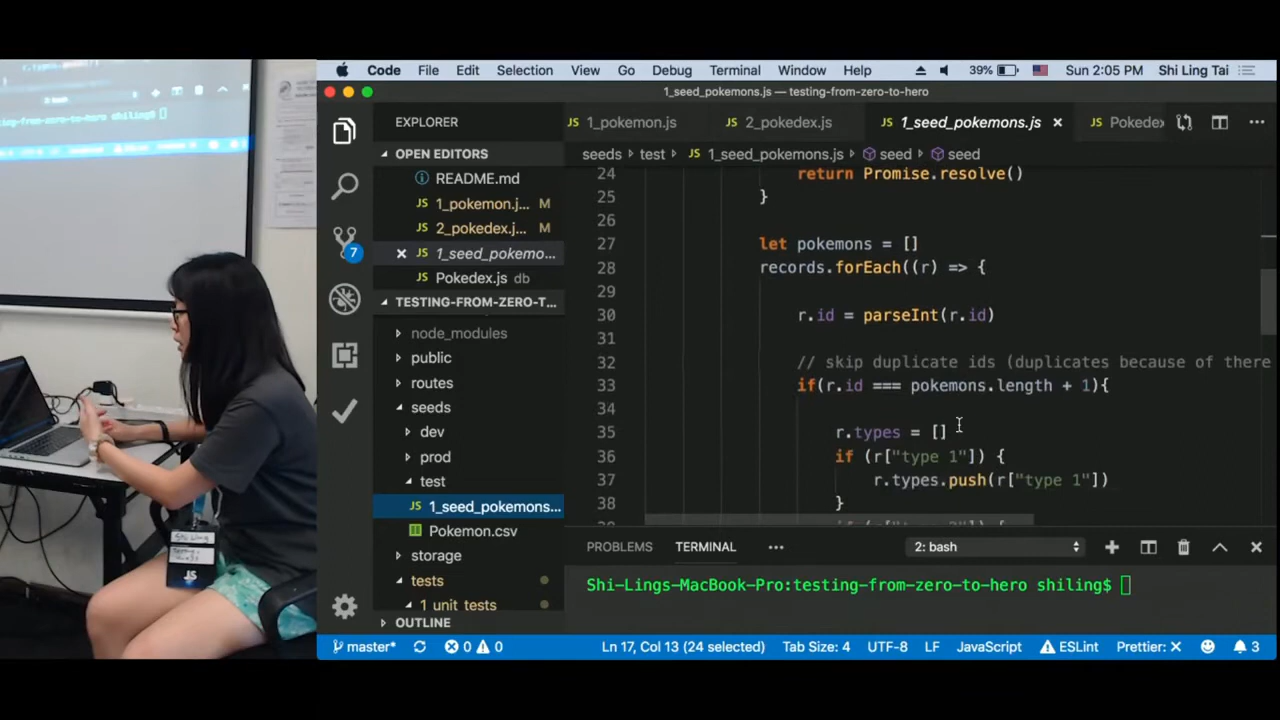 ting-from-zero-to-hero shiling$
Code File Edit Selection View Go Debug Terminal Window Help 39% Sun 2:05 PM Shi Ling Tai
1_seed_pokemons.js — testing-from-zero-to-hero
EXPLORER
OPEN EDITORS
README.md
1_pokemon.j... M
2_pokedex.j... M
1_seed_pokemo...
Pokedex.js db
TESTING-FROM-ZERO-T...
node_modules
public
routes
seeds
dev
prod
test
1_seed_pokemons...
Pokemon.csv
storage
tests
1 unit tests
OUTLINE
7
JS 1_pokemon.js JS 2_pokedex.js JS 1_seed_pokemons.js JS Pokedex
seeds test JS 1_seed_pokemons.js seed seed
24 return Promise.resolve()
25 }
26
27 let pokemons = []
28 records.forEach((r) => {
29
30 r.id = parseInt(r.id)
31
32 // skip duplicate ids (duplicates because of there
33 if(r.id === pokemons.length + 1){
34
35 r.types = []
36 if (r["type 1"]) {
37 r.types.push(r["type 1"])
38 }
PROBLEMS TERMINAL ... 2: bash
Shi-Lings-MacBook-Pro:testing-from-zero-to-hero shiling$
master* 0 0 Ln 17, Col 13 (24 selected) Tab Size: 4 UTF-8 LF JavaScript ESLint Prettier: ✕ 3
JS